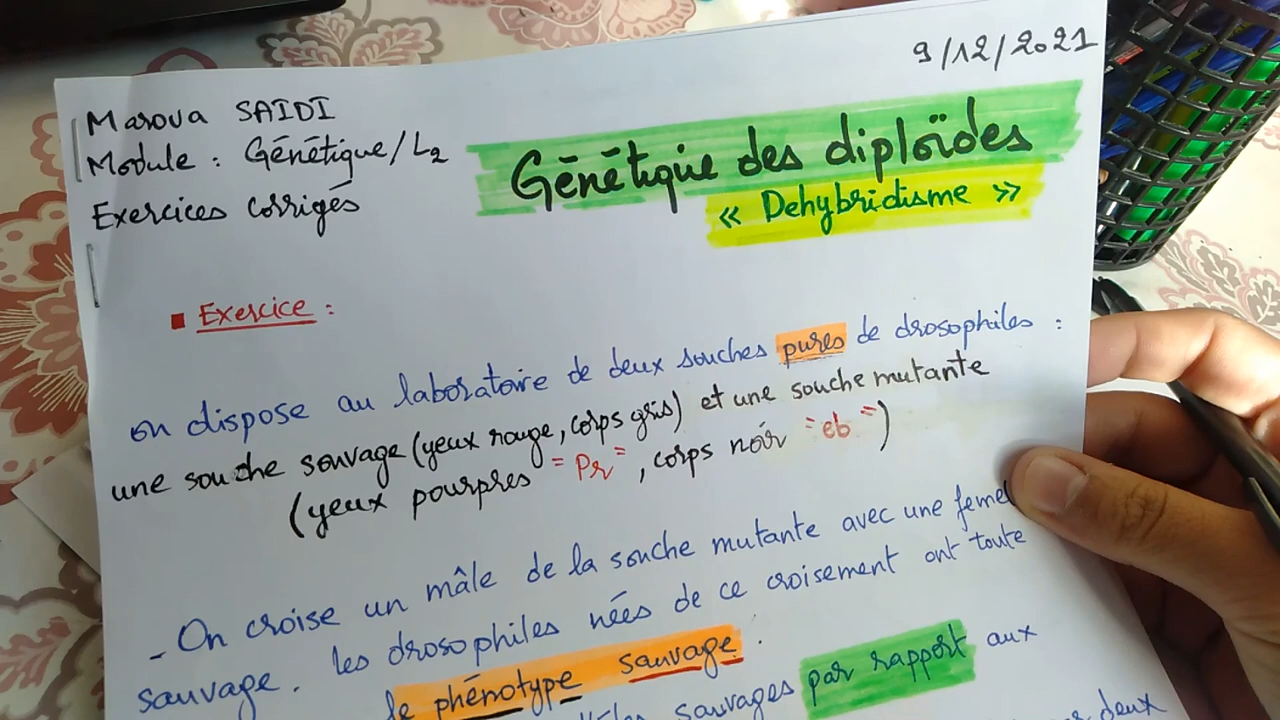 9/12/2021
Marova SAIDI
Module : Génétique/L2
Exercices corrigés
Génétique des diploïdes
« Dehybridisme »
Exercice :
on dispose au laboratoire de deux souches pures de drosophiles :
une souche sauvage (yeux rouge, corps gris) et une souche mutante
(yeux pourpres "Pr", corps noir "eb")
- On croise un mâle de la souche mutante avec une feme
sauvage. les drosophiles nées de ce croisement ont toute
le phénotype sauvage.
sauvages par rapport aux
deux